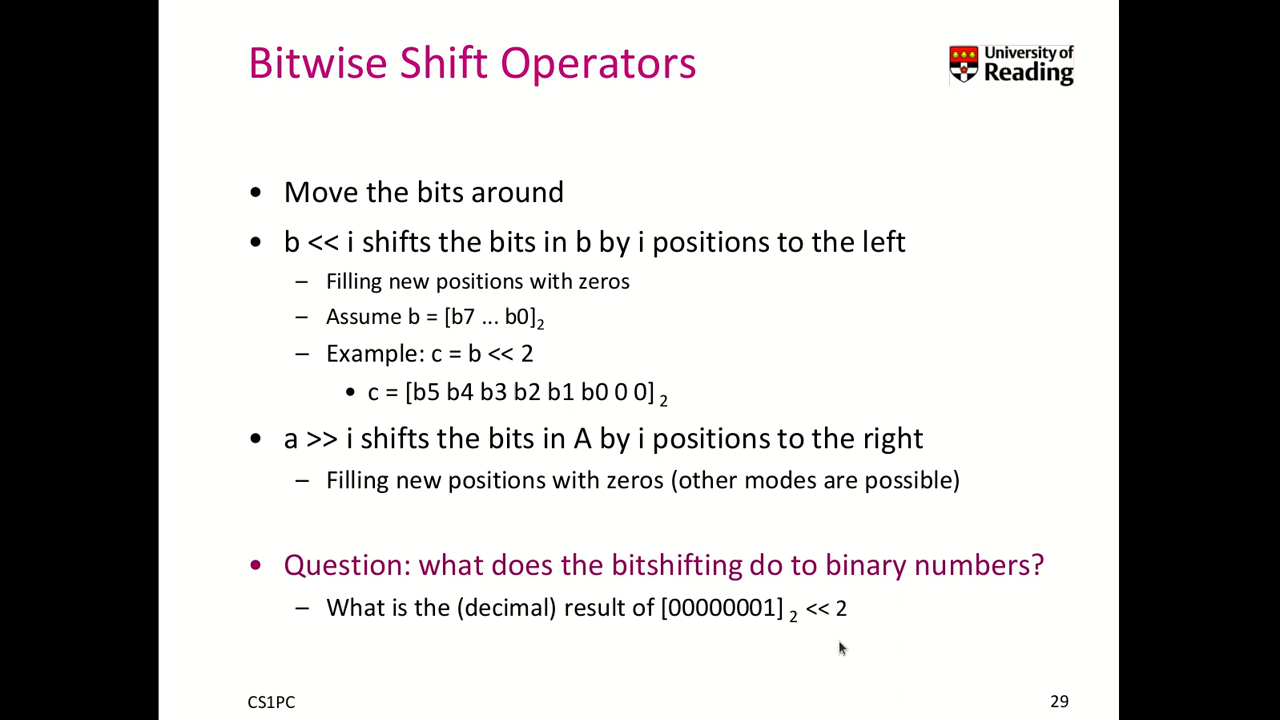 Bitwise Shift Operators
University of
Reading
• Move the bits around
• b << i shifts the bits in b by i positions to the left
– Filling new positions with zeros
– Assume b = [b7 ... b0]2
– Example: c = b << 2
• c = [b5 b4 b3 b2 b1 b0 0 0] 2
• a >> i shifts the bits in A by i positions to the right
– Filling new positions with zeros (other modes are possible)
• Question: what does the bitshifting do to binary numbers?
– What is the (decimal) result of [00000001] 2 << 2
CS1PC
29